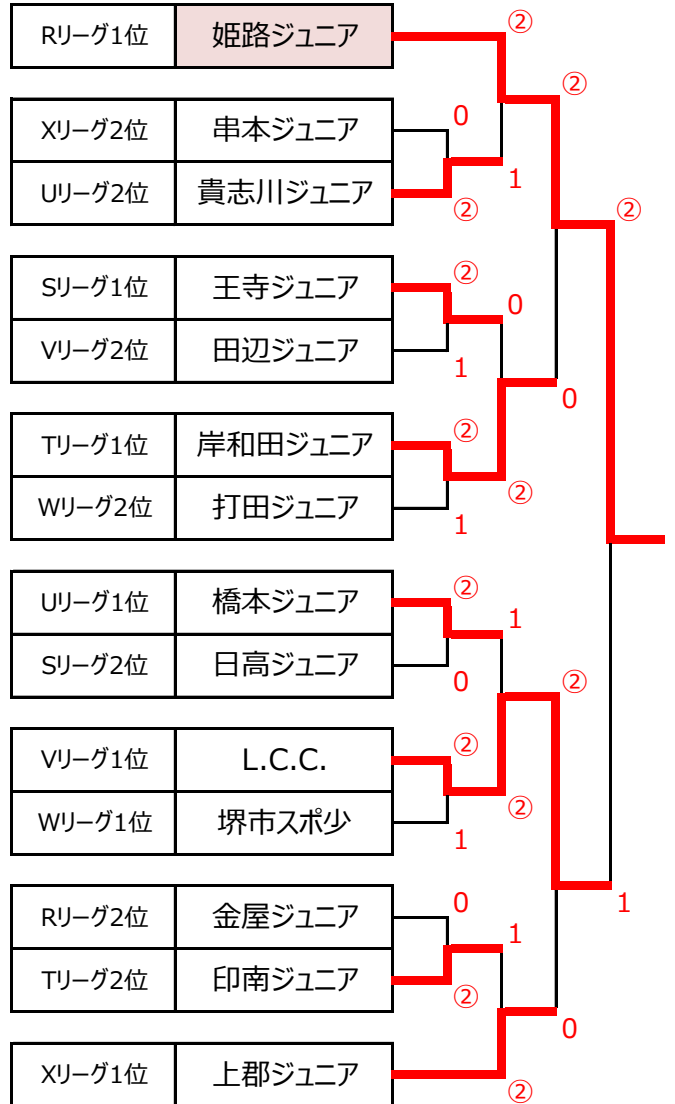 ②
Rリーグ1位 姫路ジュニア
②
0
Xリーグ2位 串本ジュニア
1
Uリーグ2位 貴志川ジュニア
② ②
②
Sリーグ1位 王寺ジュニア
0
Vリーグ2位 田辺ジュニア
1
0
②
Tリーグ1位 岸和田ジュニア
②
Wリーグ2位 打田ジュニア
1
②
Uリーグ1位 橋本ジュニア
1
Sリーグ2位 日高ジュニア
0 ②
②
Vリーグ1位 L.C.C.
②
Wリーグ1位 堺市スポ少
1
0 1
Rリーグ2位 金屋ジュニア
1
Tリーグ2位 印南ジュニア
②
0
Xリーグ1位 上郡ジュニア
②